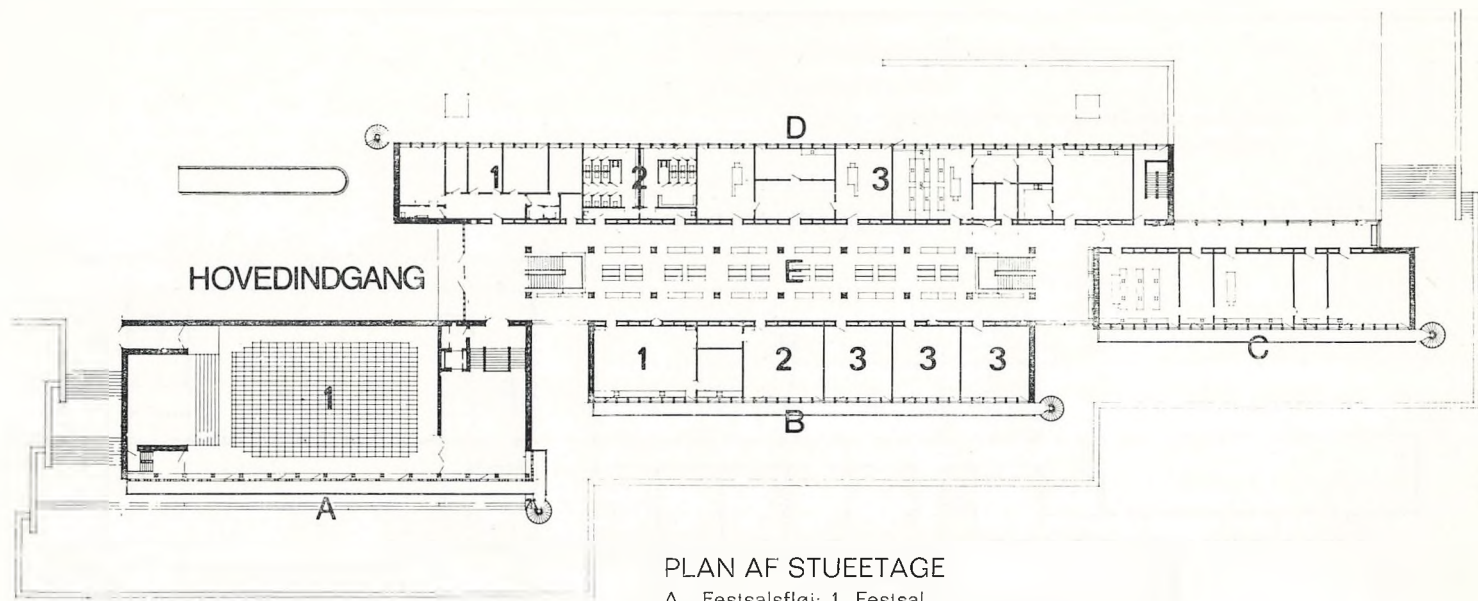 D
1 2 3
HOVEDINDGANG
E
1 2 3 3 3
C
1
B
A
PLAN AF STUEETAGE
A Festsalsfløj: 1. Festsal